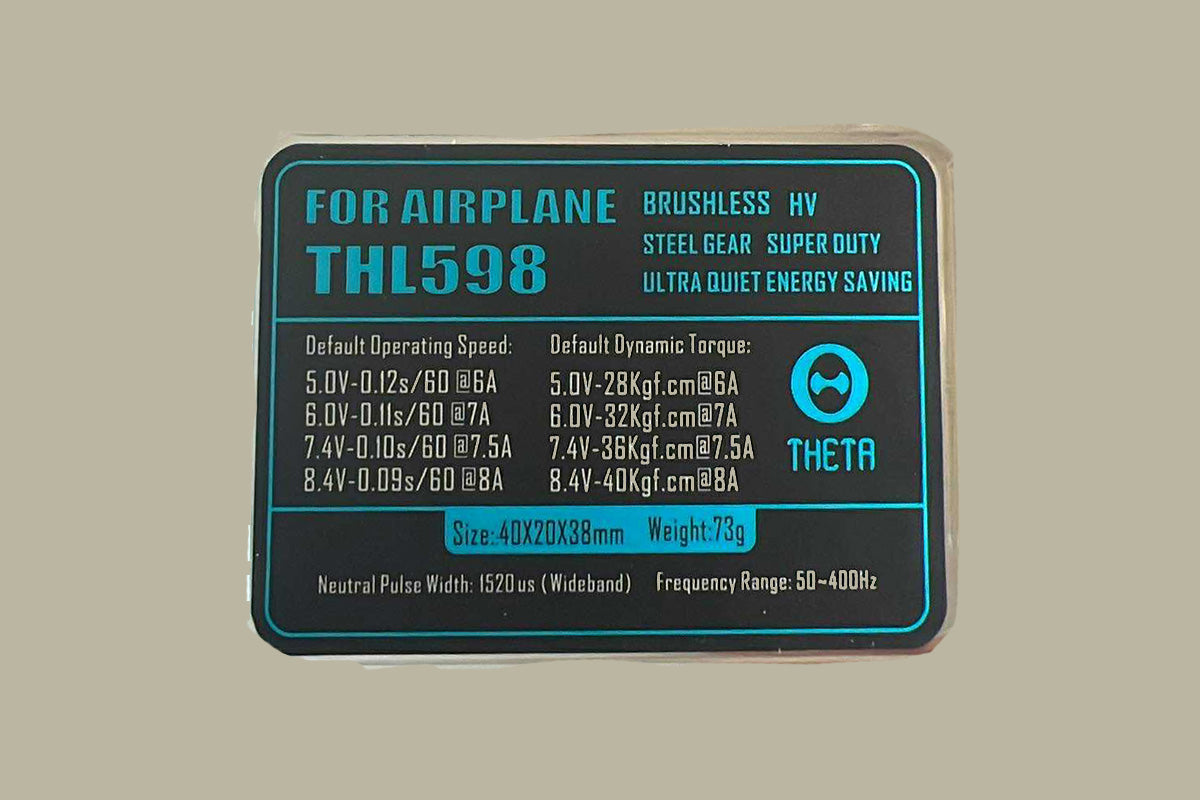 FOR AIRPLANE
THL598
BRUSHLESS HV
STEEL GEAR SUPER DUTY
ULTRA QUIET ENERGY SAVING
Default Operating Speed:
5.0V-0.12s/60 @6A
6.0V-0.11s/60 @7A
7.4V-0.10s/60 @7.5A
8.4V-0.09s/60 @8A
Default Dynamic Torque:
5.0V-28Kgf.cm@6A
6.0V-32Kgf.cm@7A
7.4V-36Kgf.cm@7.5A
8.4V-40Kgf.cm@8A
THETA
Size:40X20X38mm Weight:73g
Neutral Pulse Width: 1520us (Wideband) Frequency Range: 50~400Hz